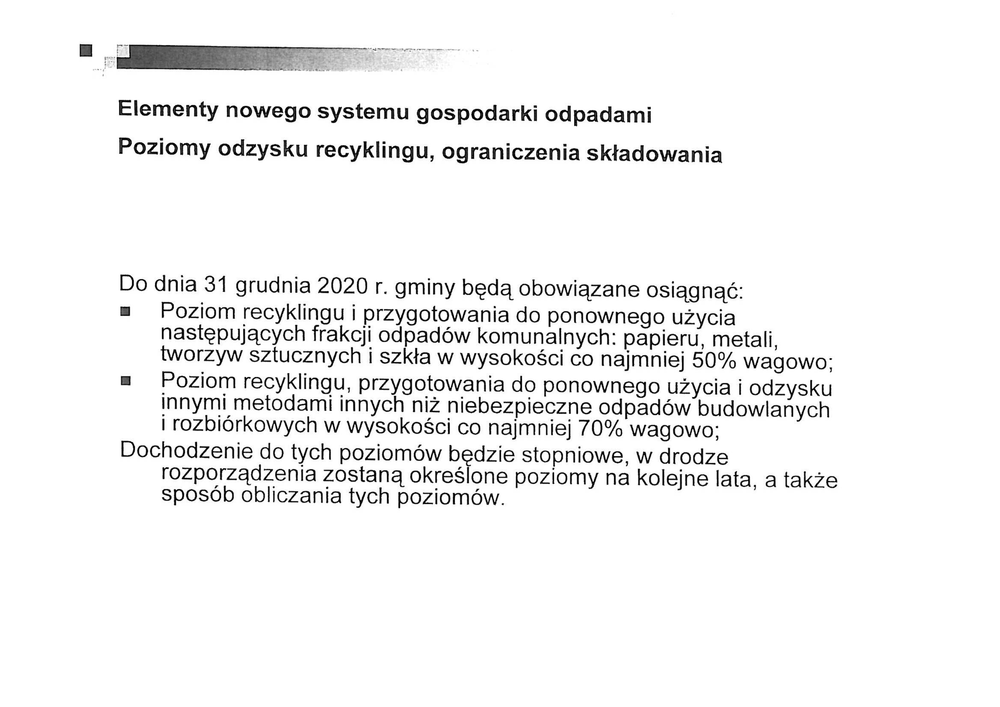 Elementy nowego systemu gospodarki odpadami
Poziomy odzysku recyklingu, ograniczenia składowania
Do dnia 31 grudnia 2020 r. gminy będą obowiązane osiągnąć:
▪ Poziom recyklingu i przygotowania do ponownego użycia
następujących frakcji odpadów komunalnych: papieru, metali,
tworzyw sztucznych i szkła w wysokości co najmniej 50% wagowo;
▪ Poziom recyklingu, przygotowania do ponownego użycia i odzysku
innymi metodami innych niż niebezpieczne odpadów budowlanych
i rozbiórkowych w wysokości co najmniej 70% wagowo;
Dochodzenie do tych poziomów będzie stopniowe, w drodze
rozporządzenia zostaną określone poziomy na kolejne lata, a także
sposób obliczania tych poziomów.